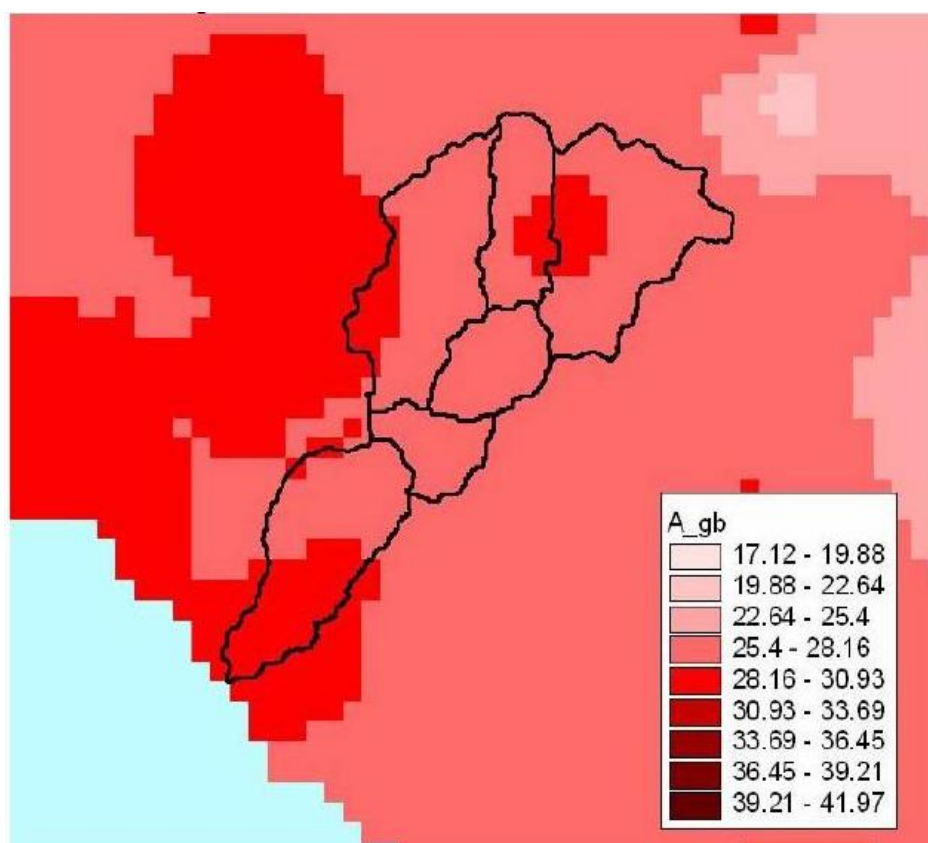 A_gb
17.12 - 19.88
19.88 - 22.64
22.64 - 25.4
25.4 - 28.16
28.16 - 30.93
30.93 - 33.69
33.69 - 36.45
36.45 - 39.21
39.21 - 41.97